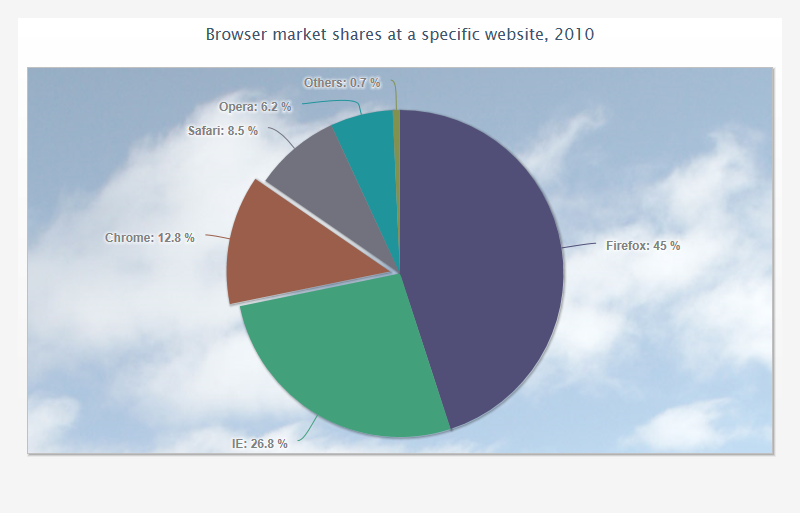 Browser market shares at a specific website, 2010
Others: 0.7 %
Opera: 6.2 %
Safari: 8.5 %
Chrome: 12.8 %
Firefox: 45 %
IE: 26.8 %